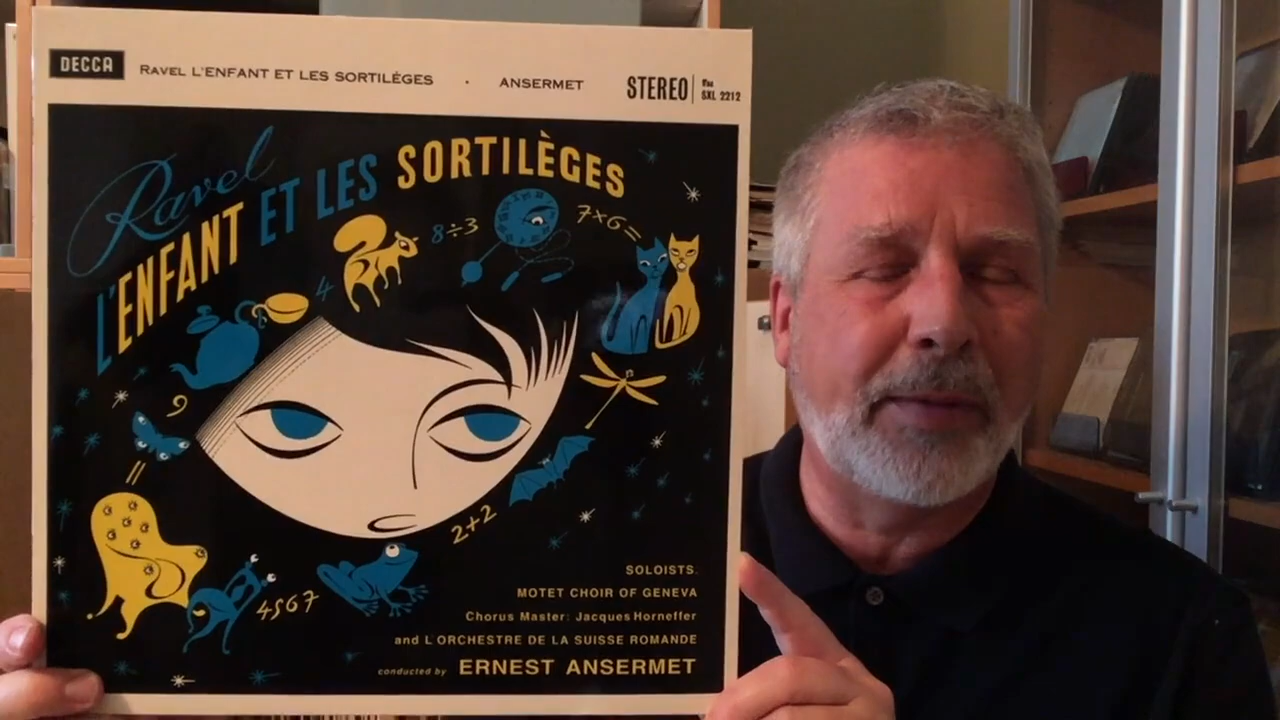 DECCA
RAVEL L'ENFANT ET LES SORTILÉGES · ANSERMET
STEREO
SXL 2212
Ravel
L'ENFANT ET LES SORTILÈGES
8÷3
7×6=
4
9
=
2+2
4567
SOLOISTS.
MOTET CHOIR OF GENEVA
Chorus Master: Jacques Horneffer
and L ORCHESTRE DE LA SUISSE ROMANDE
conducted by ERNEST ANSERMET